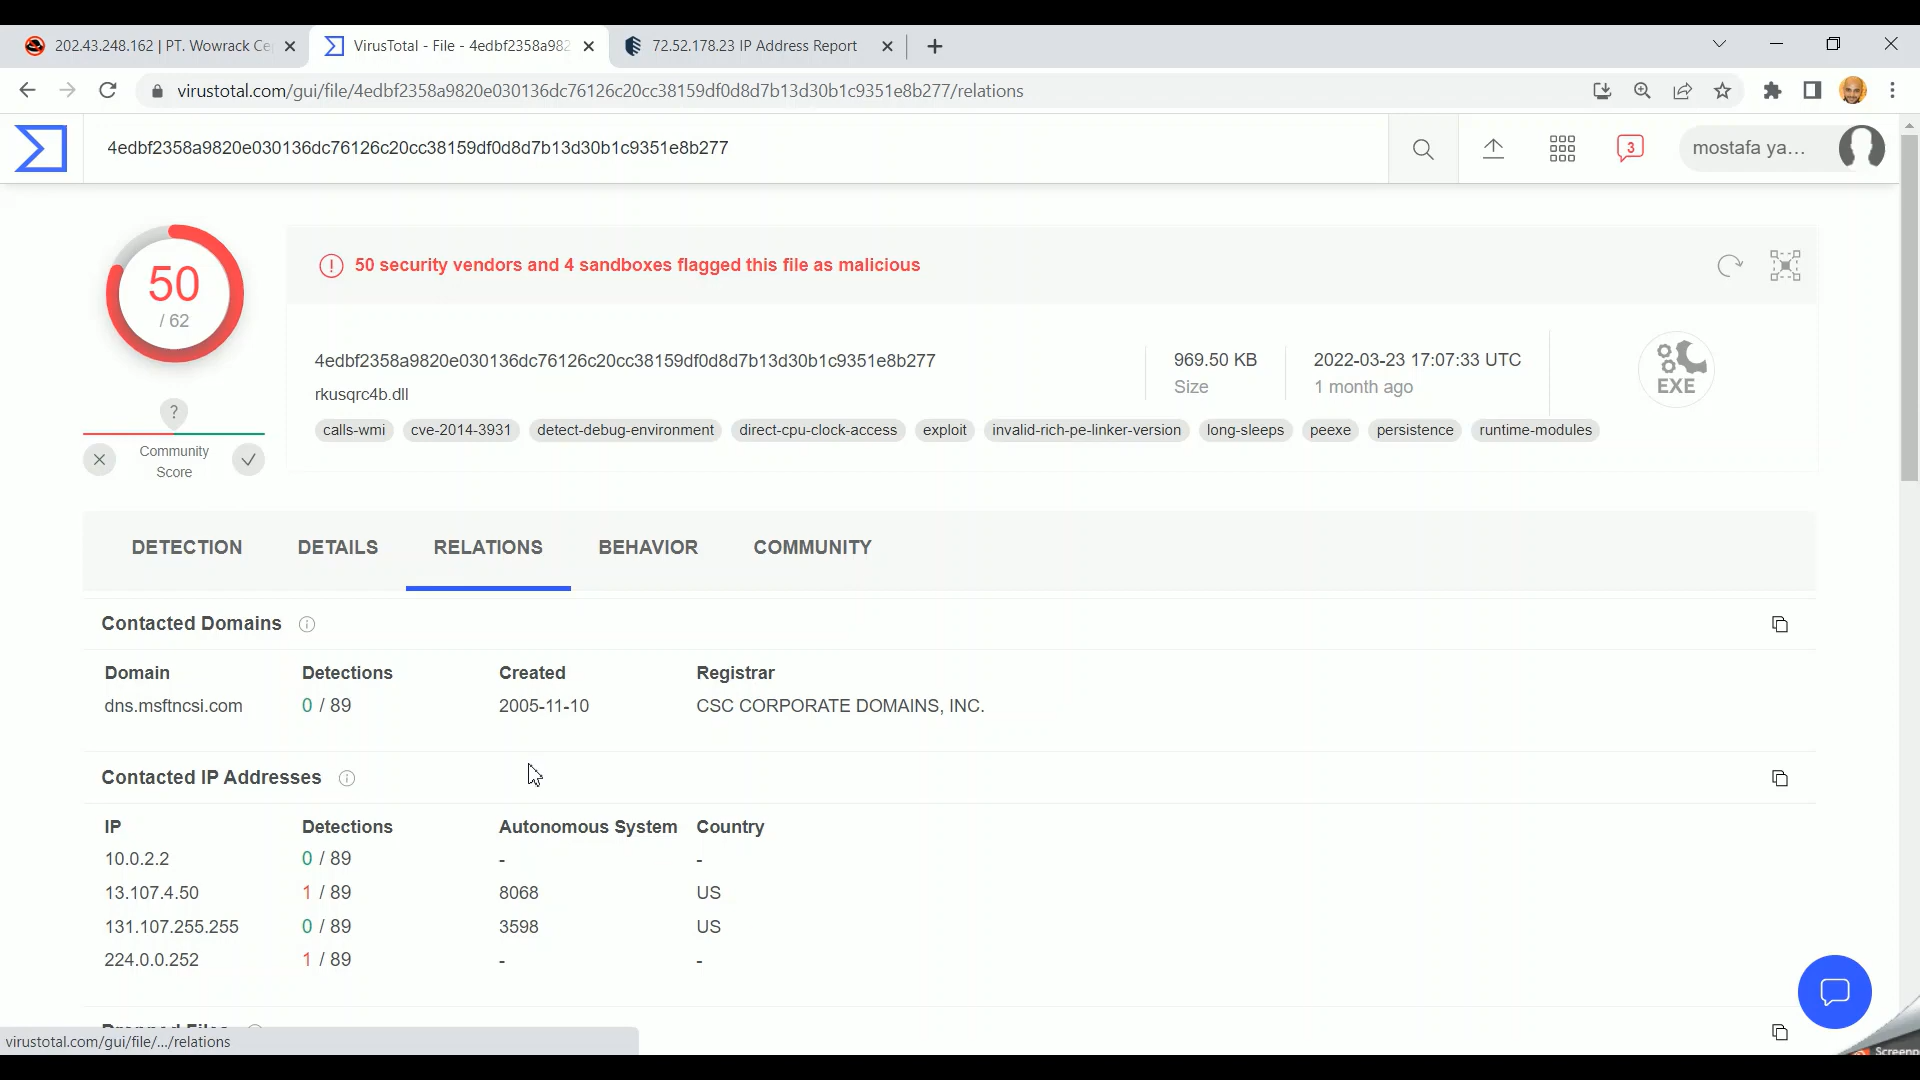 202.43.248.162 | PT. Wowrack Ce
VirusTotal - File - 4edbf2358a982
72.52.178.23 IP Address Report
virustotal.com/gui/file/4edbf2358a9820e030136dc76126c20cc38159df0d8d7b13d30b1c9351e8b277/relations
4edbf2358a9820e030136dc76126c20cc38159df0d8d7b13d30b1c9351e8b277
3
mostafa ya...
50
/ 62
50 security vendors and 4 sandboxes flagged this file as malicious
4edbf2358a9820e030136dc76126c20cc38159df0d8d7b13d30b1c9351e8b277
rkusqrc4b.dll
969.50 KB
Size
2022-03-23 17:07:33 UTC
1 month ago
EXE
calls-wmi cve-2014-3931 detect-debug-environment direct-cpu-clock-access exploit invalid-rich-pe-linker-version long-sleeps peexe persistence runtime-modules
?
Community
Score
DETECTION DETAILS RELATIONS BEHAVIOR COMMUNITY
Contacted Domains
Domain Detections Created Registrar
dns.msftncsi.com 0 / 89 2005-11-10 CSC CORPORATE DOMAINS, INC.
Contacted IP Addresses
IP Detections Autonomous System Country
10.0.2.2 0 / 89 - -
13.107.4.50 1 / 89 8068 US
131.107.255.255 0 / 89 3598 US
224.0.0.252 1 / 89 - -
virustotal.com/gui/file/.../relations